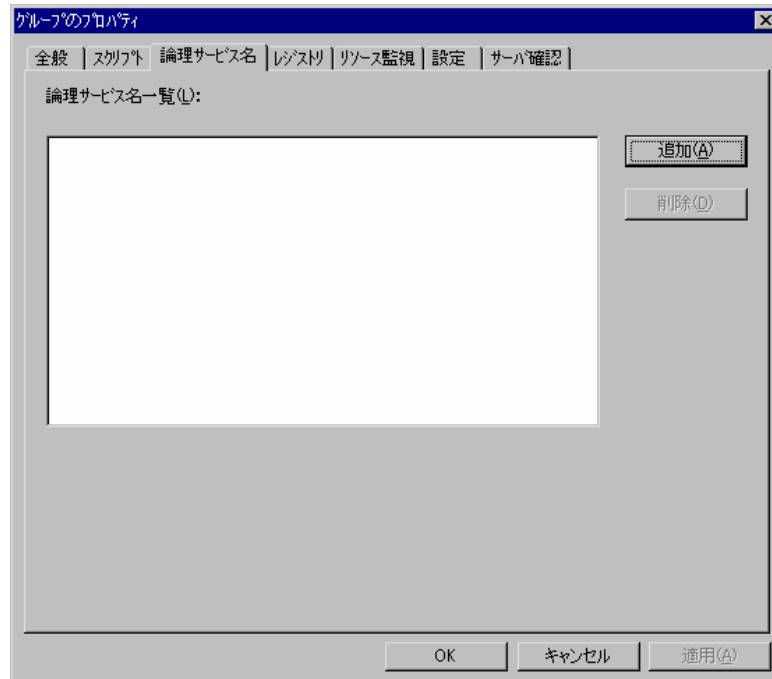 ｸﾞﾙｰﾌﾟのﾌﾟﾛﾊﾟﾃｨ
全般 ｽｸﾘﾌﾟﾄ 論理ｻｰﾋﾞｽ名 ﾚｼﾞｽﾄﾘ ﾘｿｰｽ監視 設定 ｻｰﾊﾞ確認
論理ｻｰﾋﾞｽ名一覧(L):
追加(A)
削除(D)
OK キャンセル 適用(A)